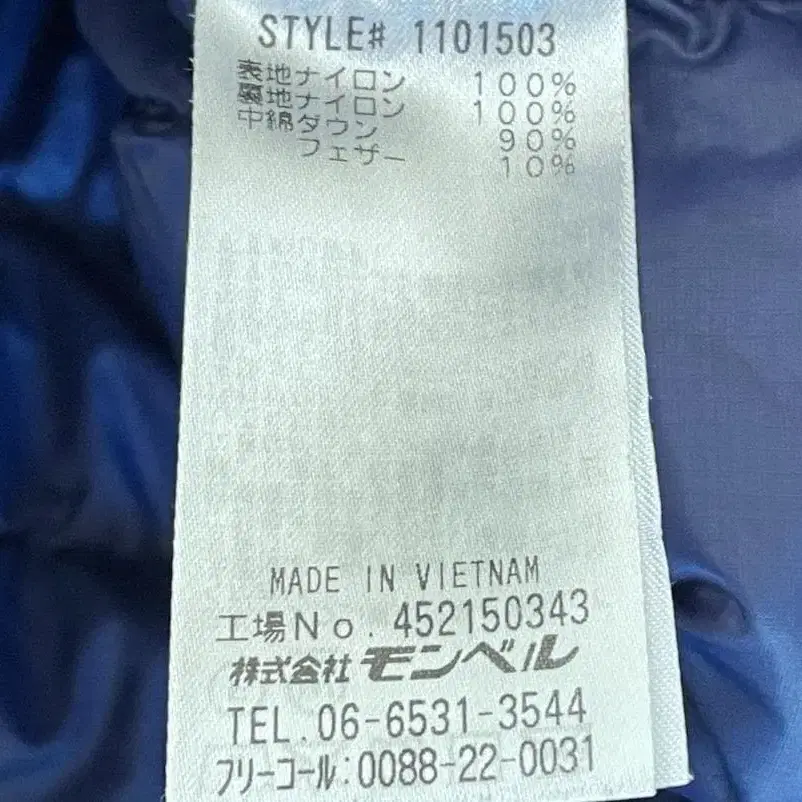 STYLE# 1101503
表地ナイロン 100%
裏地ナイロン 100%
中綿ダウン 90%
フェザー 10%
MADE IN VIETNAM
工場No. 452150343
株式会社 モンベル
TEL. 06-6531-3544
フリーコール:0088-22-0031